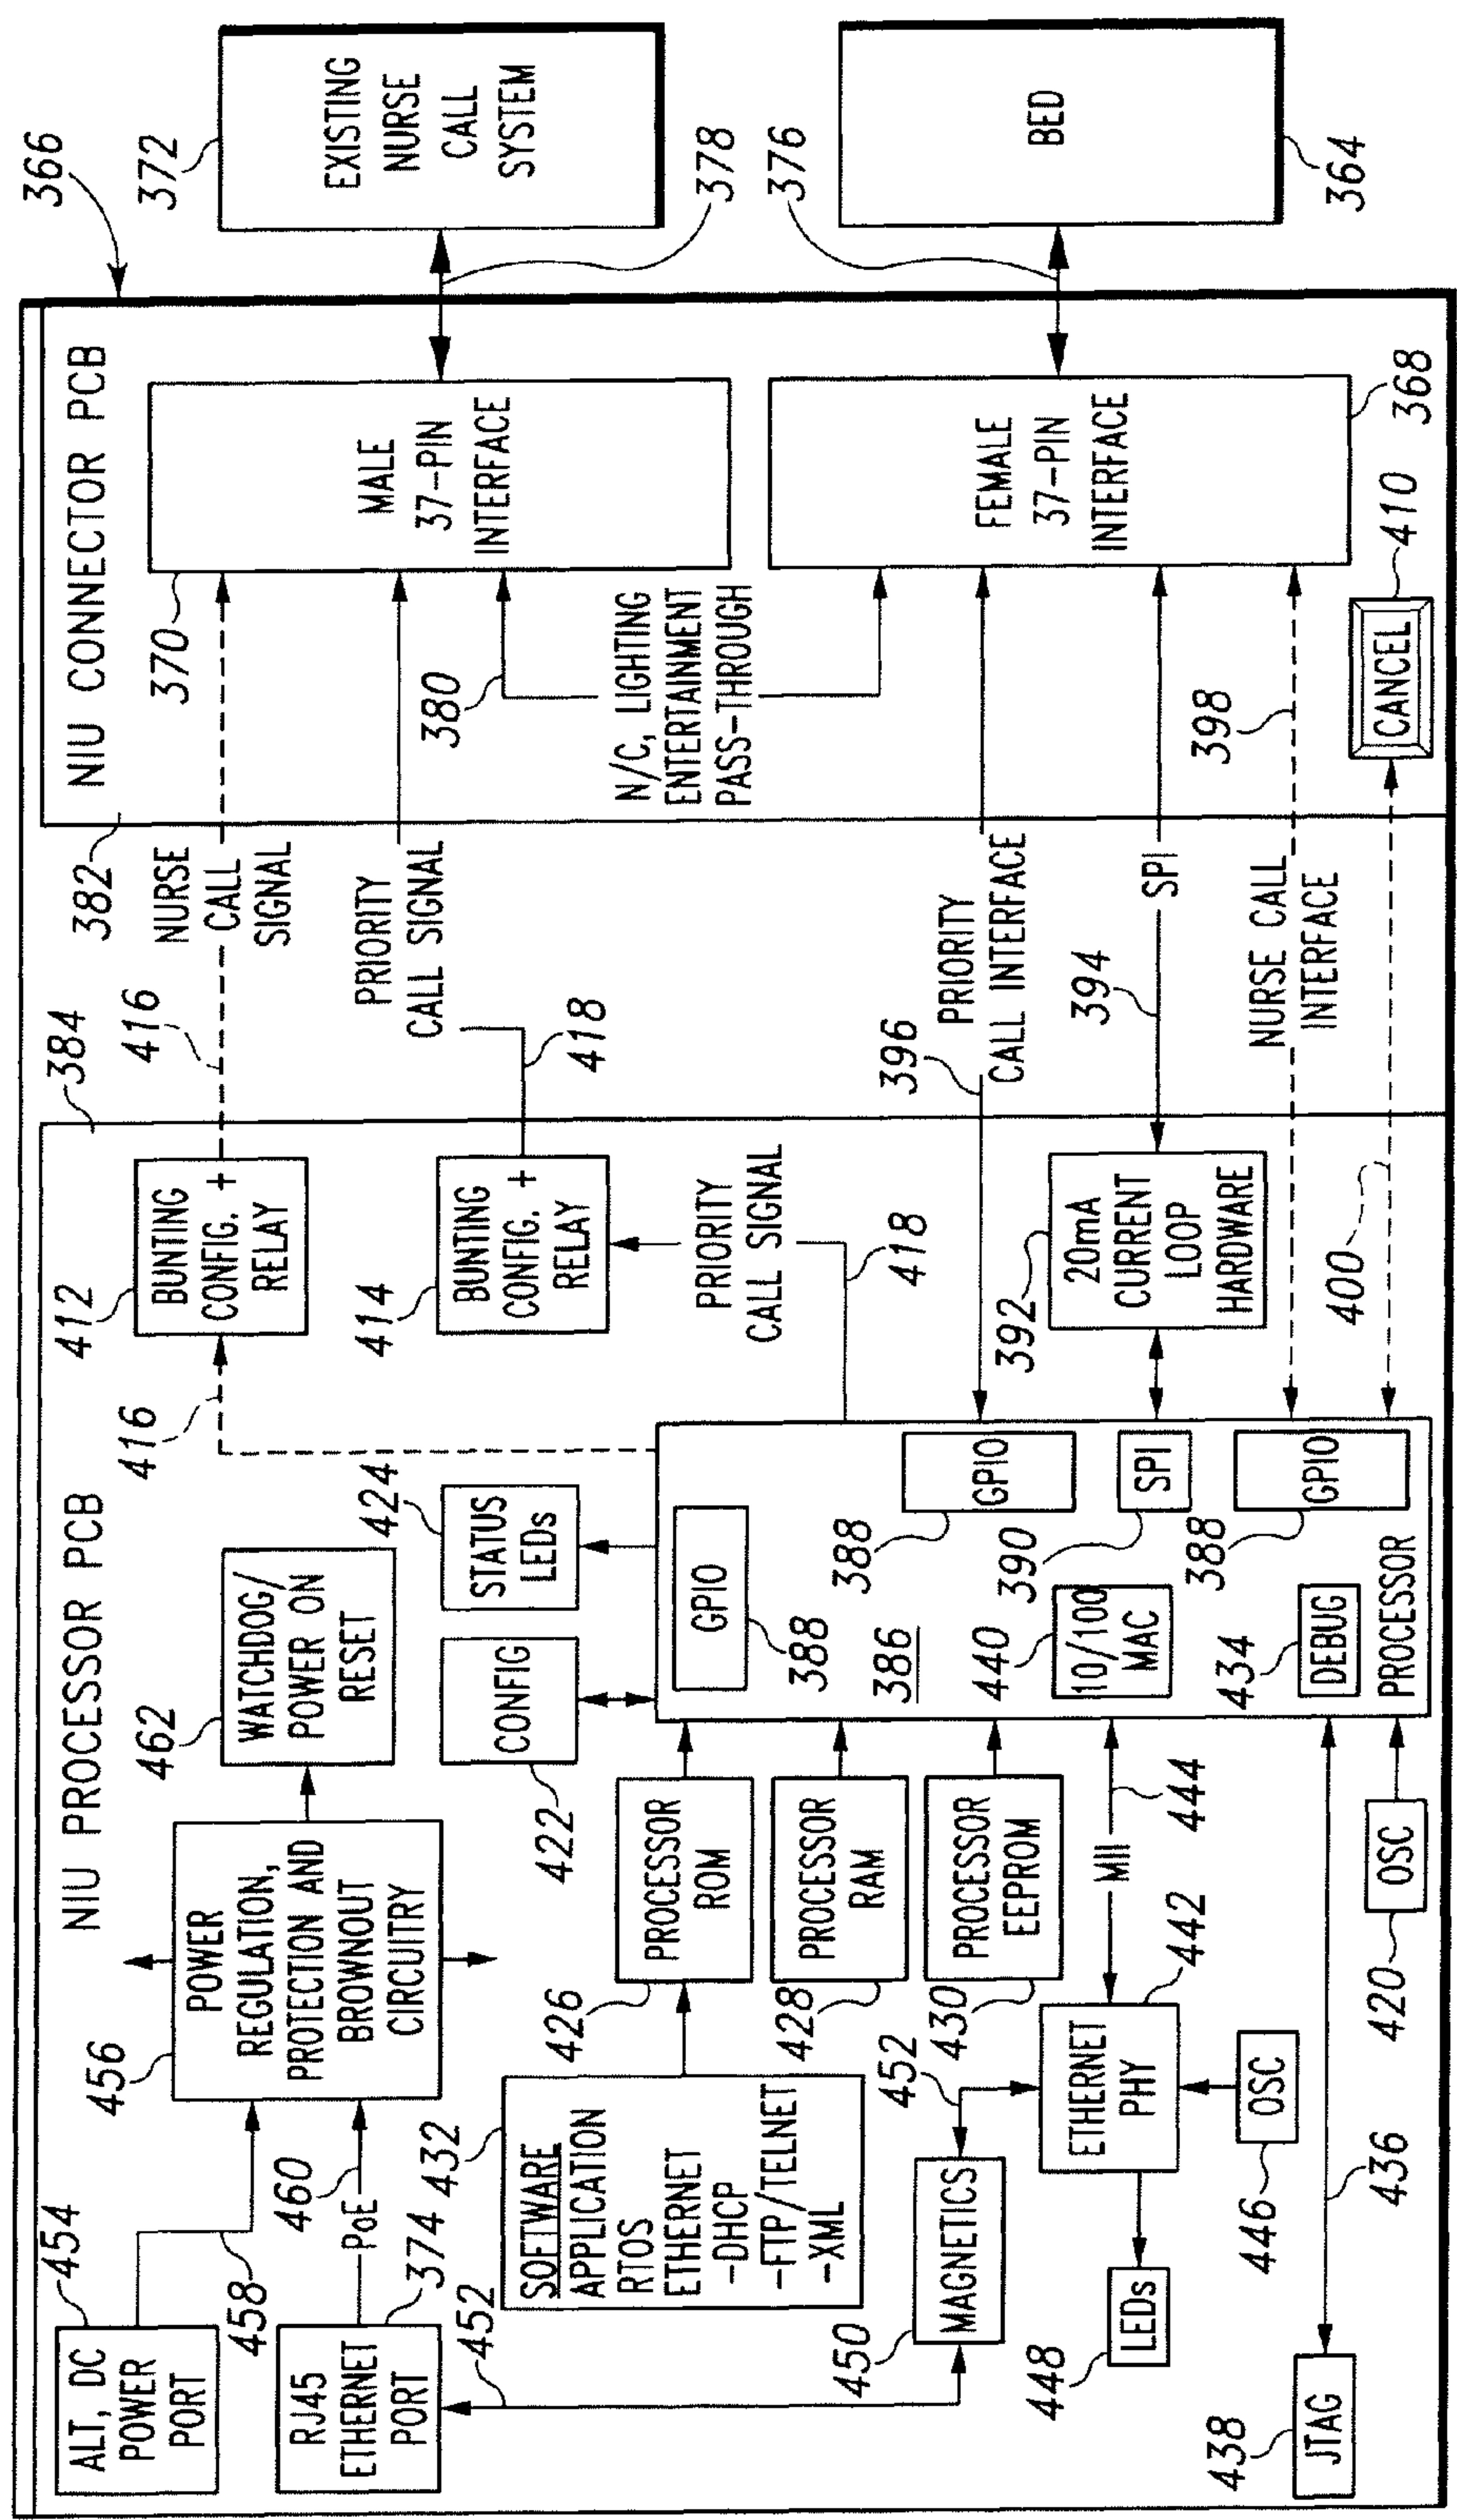 366
NIU PROCESSOR PCB
NIU CONNECTOR PCB
384
382
454
ALT, DC
POWER
PORT
458
456
POWER
REGULATION,
PROTECTION AND
BROWNOUT
CIRCUITRY
462
WATCHDOG/
POWER ON
RESET
416
412
BUNTING
CONFIG. +
RELAY
416
NURSE
CALL
SIGNAL
370
MALE
37-PIN
INTERFACE
372
EXISTING
NURSE
CALL
SYSTEM
378
RJ45
ETHERNET
PORT
374
PoE
460
452
432
SOFTWARE
APPLICATION
RTOS
ETHERNET
-DHCP
-FTP/TELNET
-XML
426
PROCESSOR
ROM
428
PROCESSOR
RAM
430
PROCESSOR
EEPROM
422
CONFIG
424
STATUS
LEDs
414
BUNTING
CONFIG. +
RELAY
418
PRIORITY
CALL SIGNAL
PRIORITY
CALL SIGNAL
418
380
N/C, LIGHTING
ENTERTAINMENT
PASS-THROUGH
GPIO
388
386
388
GPIO
396
PRIORITY
CALL INTERFACE
FEMALE
37-PIN
INTERFACE
368
376
BED
364
450
MAGNETICS
452
ETHERNET
PHY
442
MII
444
440
10/100
MAC
390
SPI
392
20mA
CURRENT
LOOP
HARDWARE
394
SPI
448
LEDs
446
OSC
434
DEBUG
388
GPIO
NURSE CALL
INTERFACE
398
438
JTAG
436
420
OSC
PROCESSOR
400
CANCEL
410